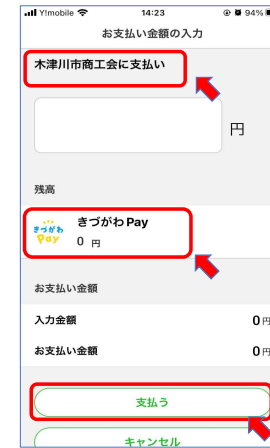 Y!mobile 14:23 94%
お支払い金額の入力
木津川市商工会に支払い
円
残高
きづがわ Pay
きづがわ Pay
0 円
お支払い金額
入力金額 0円
お支払い金額 0円
支払う
キャンセル